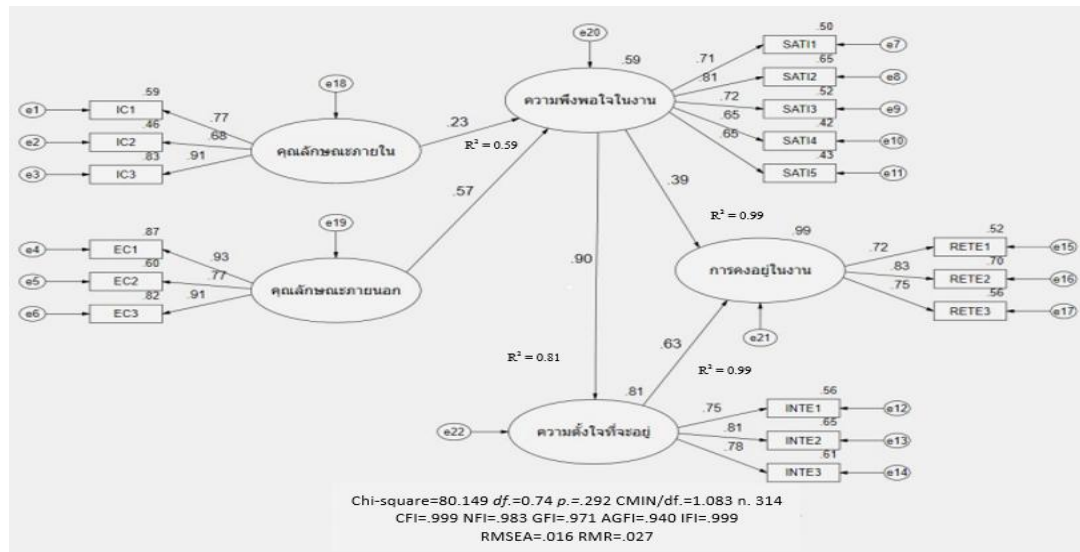 e20
.59
.50
SATI1
e7
.71
.65
SATI2
e8
.81
.52
SATI3
e9
.72
.42
SATI4
e10
.65
.43
SATI5
e11
.65
ความพึงพอใจในงาน
e18
.59
e1
IC1
.77
.46
e2
IC2
.68
.83
e3
IC3
.91
คุณลักษณะภายใน
.23
R² = 0.59
.57
e19
.87
e4
EC1
.93
.60
e5
EC2
.77
.82
e6
EC3
.91
คุณลักษณะภายนอก
.39
R² = 0.99
.90
.99
การคงอยู่ในงาน
e21
.52
RETE1
e15
.72
.70
RETE2
e16
.83
.56
RETE3
e17
.75
.63
R² = 0.81
R² = 0.99
.81
e22
ความตั้งใจที่จะอยู่
.56
INTE1
e12
.75
.65
INTE2
e13
.81
.61
INTE3
e14
.78
Chi-square=80.149 df.=0.74 p.=.292 CMIN/df.=1.083 n. 314
CFI=.999 NFI=.983 GFI=.971 AGFI=.940 IFI=.999
RMSEA=.016 RMR=.027